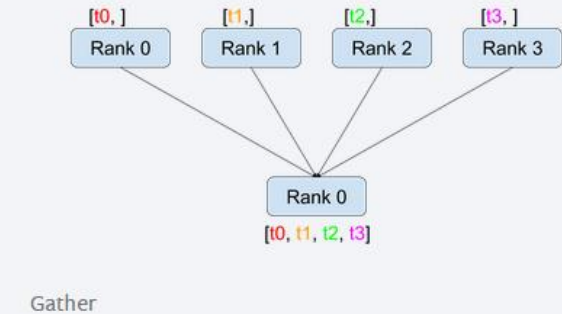 [t0, ] [t1,] [t2,] [t3, ]
Rank 0 Rank 1 Rank 2 Rank 3
Rank 0
[t0, t1, t2, t3]
Gather